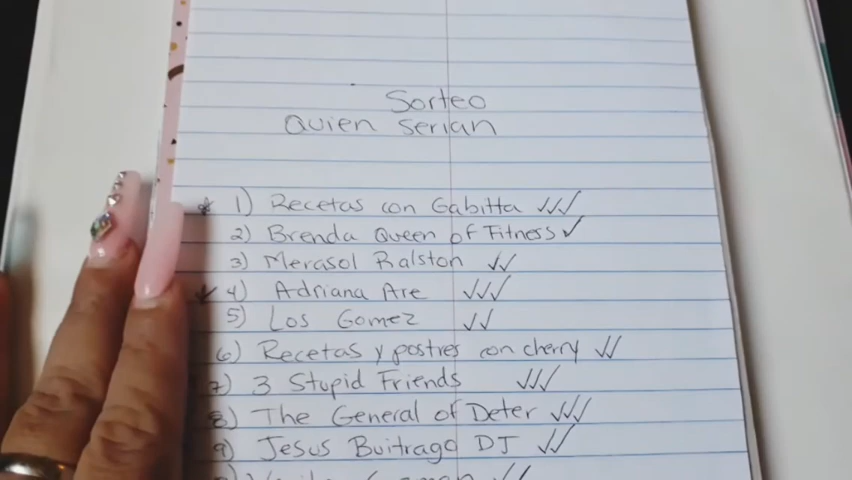 Sorteo
Quien serian
1) Recetas con Gabitta ✓✓✓
2) Brenda Queen of Fitness ✓
3) Merasol Ralston ✓✓
4) Adriana Are ✓✓✓
5) Los Gomez ✓✓
6) Recetas y postres con cherry ✓✓
7) 3 Stupid Friends ✓✓✓
8) The General of Deter ✓✓✓
9) Jesus Buitrago DJ ✓✓